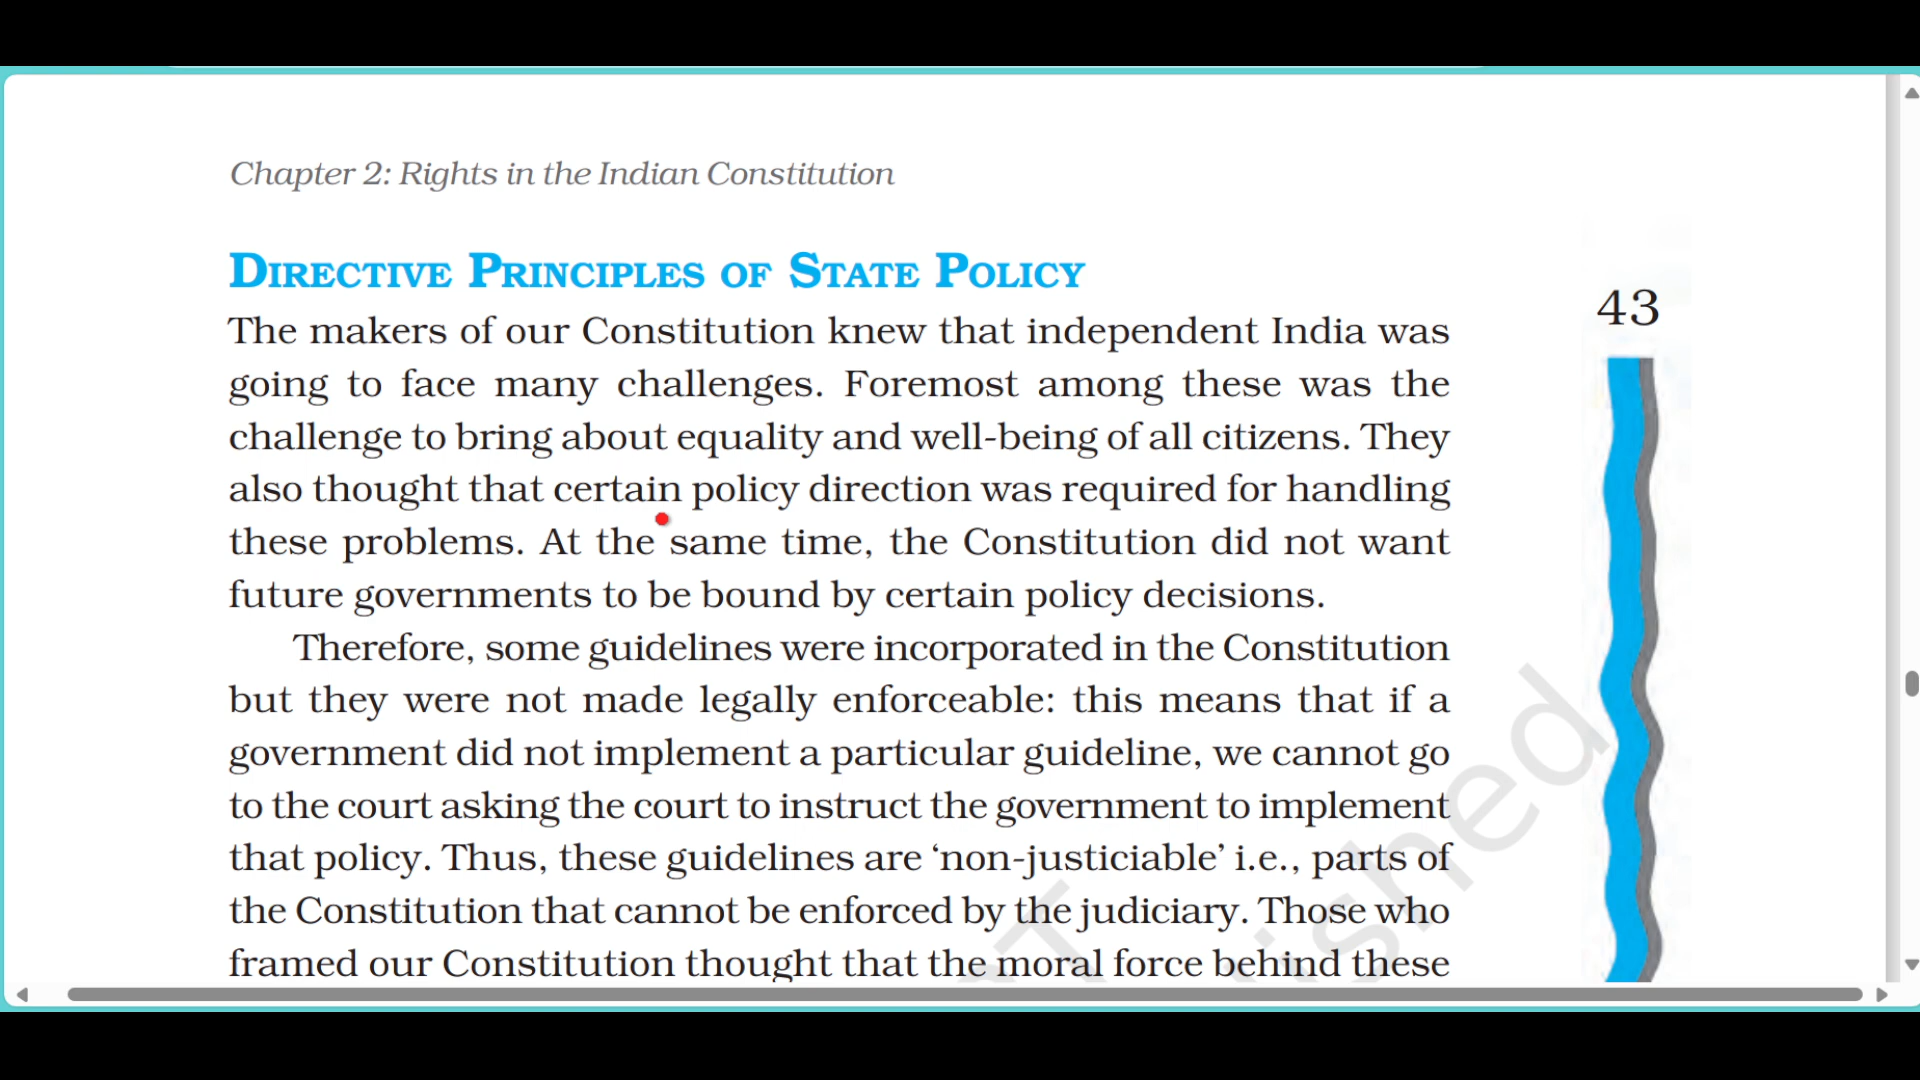 Chapter 2: Rights in the Indian Constitution
DIRECTIVE PRINCIPLES OF STATE POLICY
43
The makers of our Constitution knew that independent India was
going to face many challenges. Foremost among these was the
challenge to bring about equality and well-being of all citizens. They
also thought that certain policy direction was required for handling
these problems. At the same time, the Constitution did not want
future governments to be bound by certain policy decisions.
Therefore, some guidelines were incorporated in the Constitution
but they were not made legally enforceable: this means that if a
government did not implement a particular guideline, we cannot go
to the court asking the court to instruct the government to implement
that policy. Thus, these guidelines are ‘non-justiciable’ i.e., parts of
the Constitution that cannot be enforced by the judiciary. Those who
framed our Constitution thought that the moral force behind these